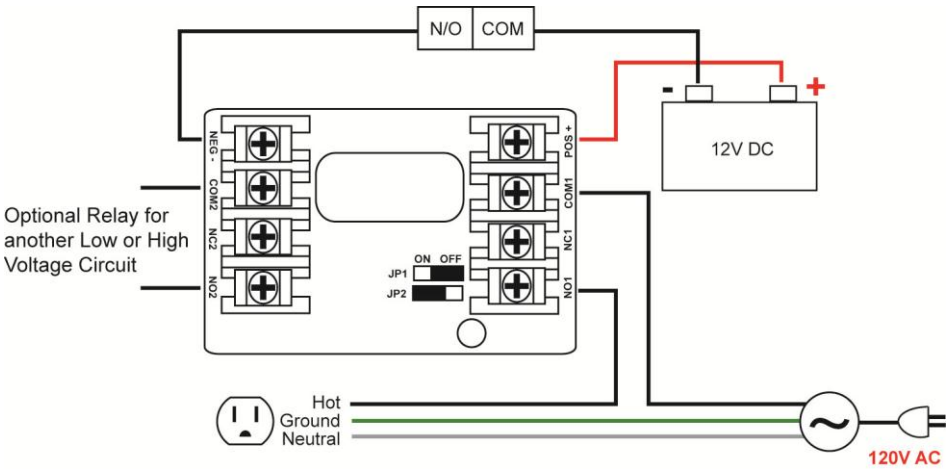 N/O COM
- +
12V DC
NEG -
COM2
NC2
NO2
POS +
COM1
NC1
NO1
Optional Relay for
another Low or High
Voltage Circuit
ON OFF
JP1
JP2
Hot
Ground
Neutral
120V AC